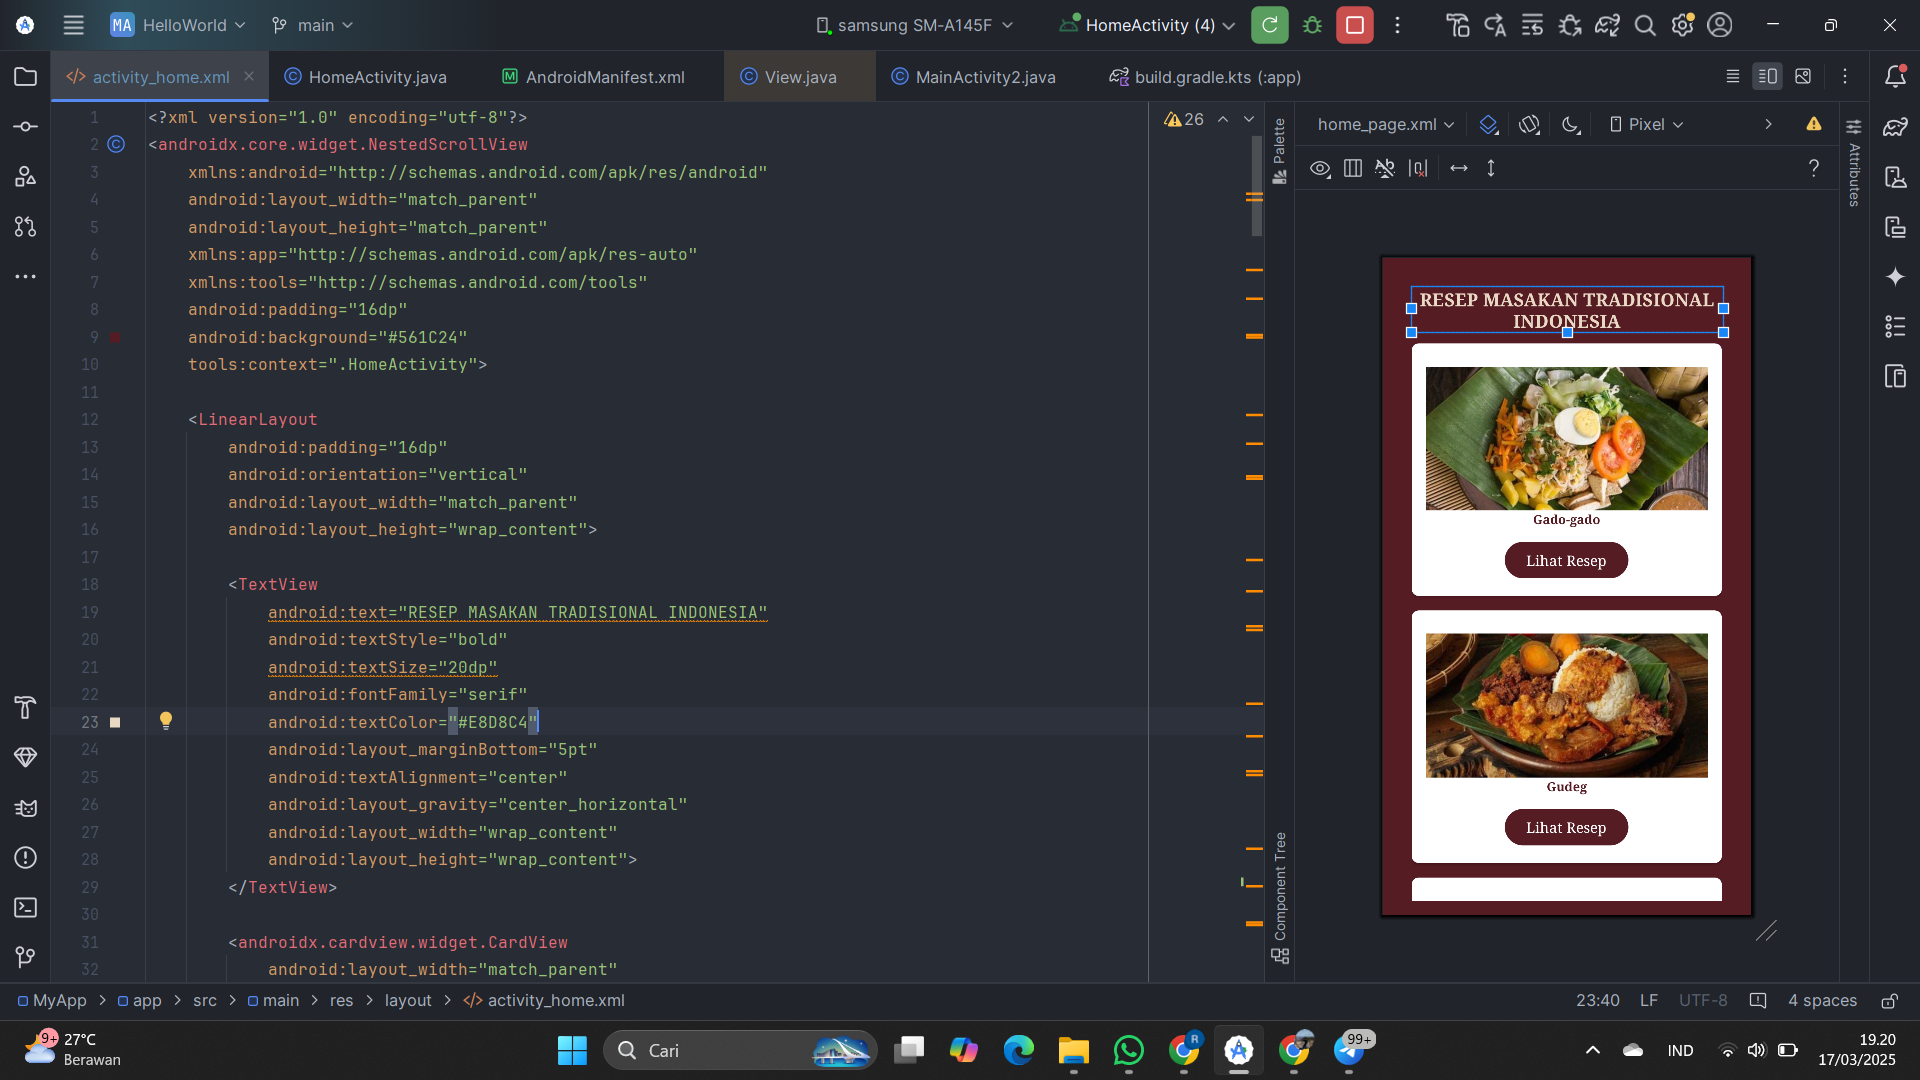 MA HelloWorld main samsung SM-A145F HomeActivity (4)
activity_home.xml HomeActivity.java AndroidManifest.xml View.java MainActivity2.java build.gradle.kts (:app)
1 <?xml version="1.0" encoding="utf-8"?>
2 <androidx.core.widget.NestedScrollView
3 xmlns:android="http://schemas.android.com/apk/res/android"
4 android:layout_width="match_parent"
5 android:layout_height="match_parent"
6 xmlns:app="http://schemas.android.com/apk/res-auto"
7 xmlns:tools="http://schemas.android.com/tools"
8 android:padding="16dp"
9 android:background="#561C24"
10 tools:context=".HomeActivity">
11
12 <LinearLayout
13 android:padding="16dp"
14 android:orientation="vertical"
15 android:layout_width="match_parent"
16 android:layout_height="wrap_content">
17
18 <TextView
19 android:text="RESEP MASAKAN TRADISIONAL INDONESIA"
20 android:textStyle="bold"
21 android:textSize="20dp"
22 android:fontFamily="serif"
23 android:textColor="#E8D8C4"
24 android:layout_marginBottom="5pt"
25 android:textAlignment="center"
26 android:layout_gravity="center_horizontal"
27 android:layout_width="wrap_content"
28 android:layout_height="wrap_content">
29 </TextView>
30
31 <androidx.cardview.widget.CardView
32 android:layout_width="match_parent"
26
Palette
Component Tree
home_page.xml Pixel
?
Attributes
RESEP MASAKAN TRADISIONAL
INDONESIA
Gado-gado
Lihat Resep
Gudeg
Lihat Resep
MyApp > app > src > main > res > layout > activity_home.xml
23:40 LF UTF-8 4 spaces
9+
27°C
Berawan
Cari
R
99+
IND
19.20
17/03/2025